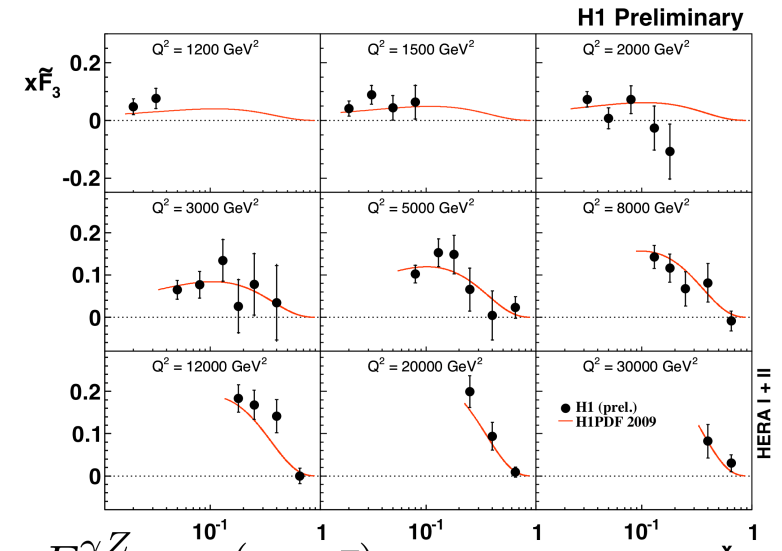 H1 Preliminary
xF̃₃
Q² = 1200 GeV²
Q² = 1500 GeV²
Q² = 2000 GeV²
0.2
0
-0.2
Q² = 3000 GeV²
Q² = 5000 GeV²
Q² = 8000 GeV²
0.2
0.1
0
Q² = 12000 GeV²
Q² = 20000 GeV²
Q² = 30000 GeV²
0.2
0.1
0
H1 (prel.)
H1PDF 2009
HERA I + II
10⁻¹ 1 10⁻¹ 1 10⁻¹ 1
x